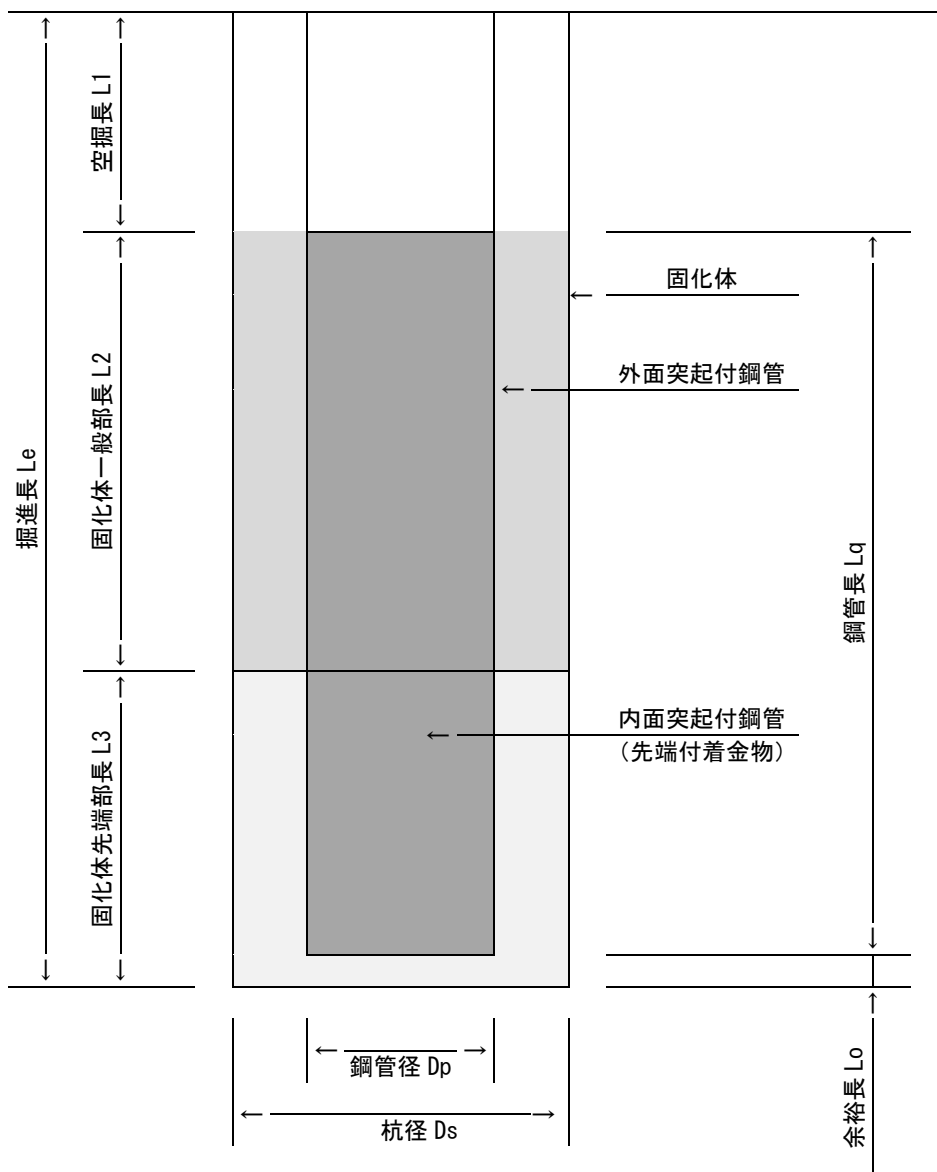 空掘長 L1
固化体
外面突起付鋼管
固化体一般部長 L2
掘進長 Le
鋼管長 Lq
内面突起付鋼管
(先端付着金物)
固化体先端部長 L3
鋼管径 Dp
杭径 Ds
余裕長 Lo